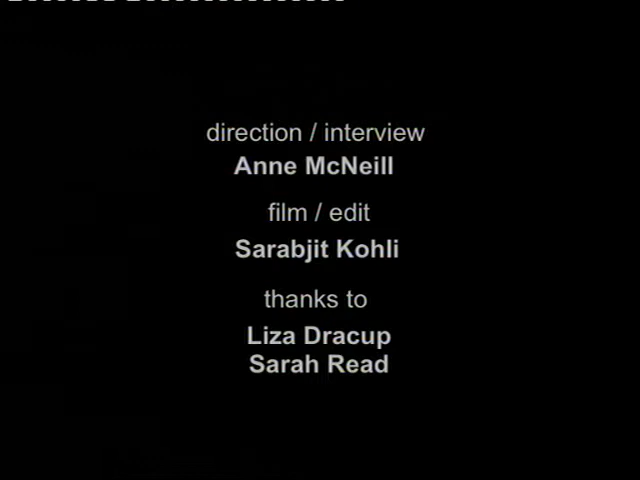 direction / interview
Anne McNeill
film / edit
Sarabjit Kohli
thanks to
Liza Dracup
Sarah Read